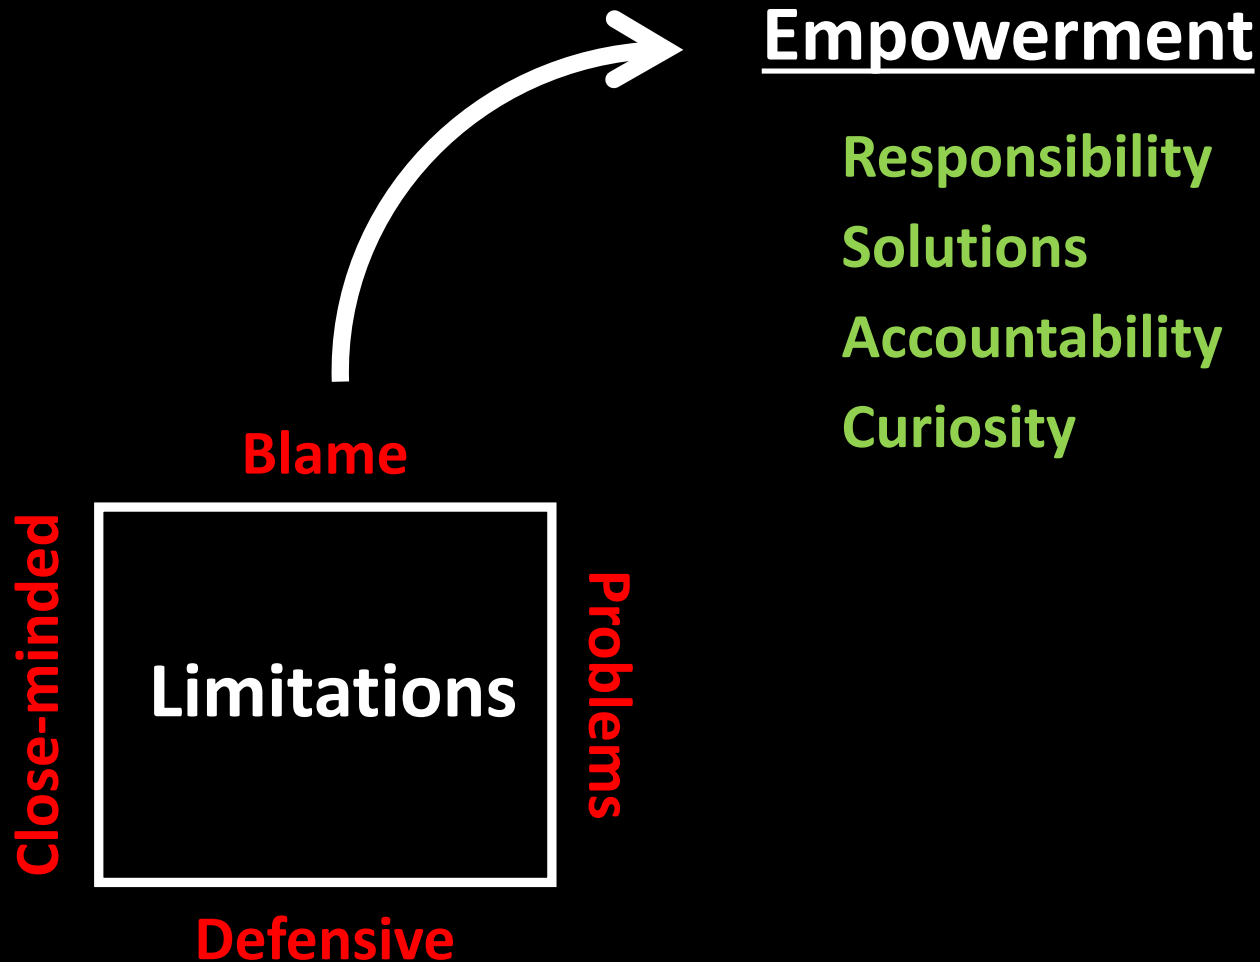 Empowerment
Responsibility
Solutions
Accountability
Curiosity
Blame
Close-minded
Limitations
Problems
Defensive